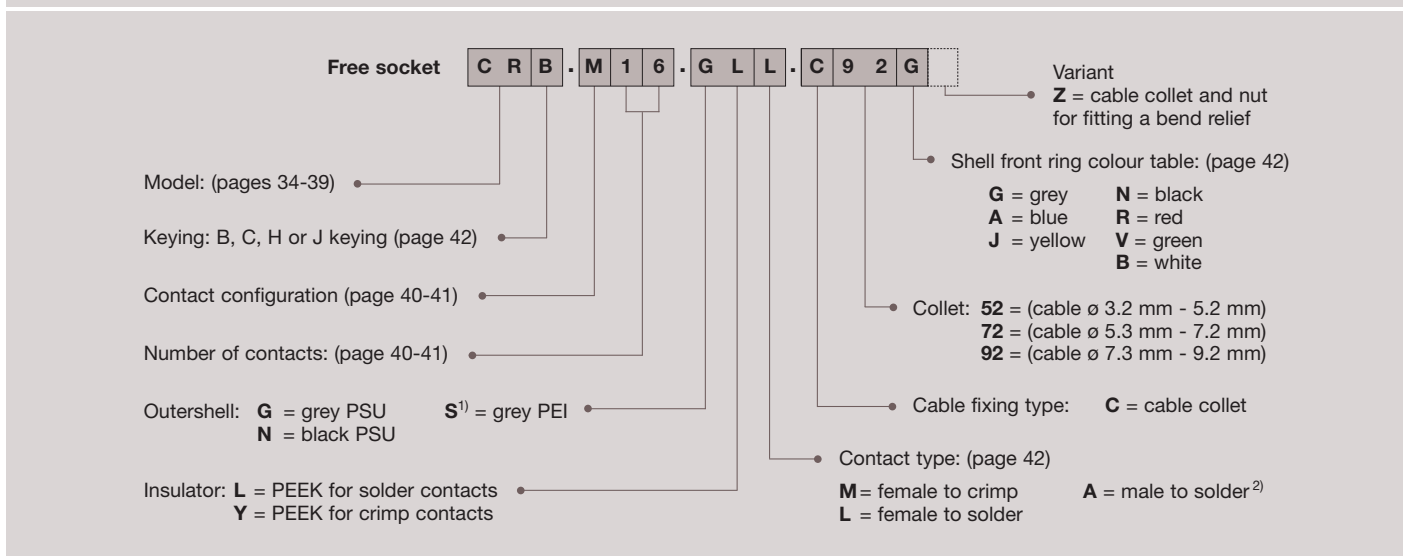 Free socket CRB.M16.GLL.C92G
Variant
Z = cable collet and nut
for fitting a bend relief
Shell front ring colour table: (page 42)
G = grey N = black
A = blue R = red
J = yellow V = green
B = white
Model: (pages 34-39)
Keying: B, C, H or J keying (page 42)
Contact configuration (page 40-41)
Collet: 52 = (cable ø 3.2 mm - 5.2 mm)
72 = (cable ø 5.3 mm - 7.2 mm)
92 = (cable ø 7.3 mm - 9.2 mm)
Number of contacts: (page 40-41)
Outershell: G = grey PSU S1) = grey PEI
N = black PSU
Cable fixing type: C = cable collet
Contact type: (page 42)
M = female to crimp A = male to solder 2)
L = female to solder
Insulator: L = PEEK for solder contacts
Y = PEEK for crimp contacts